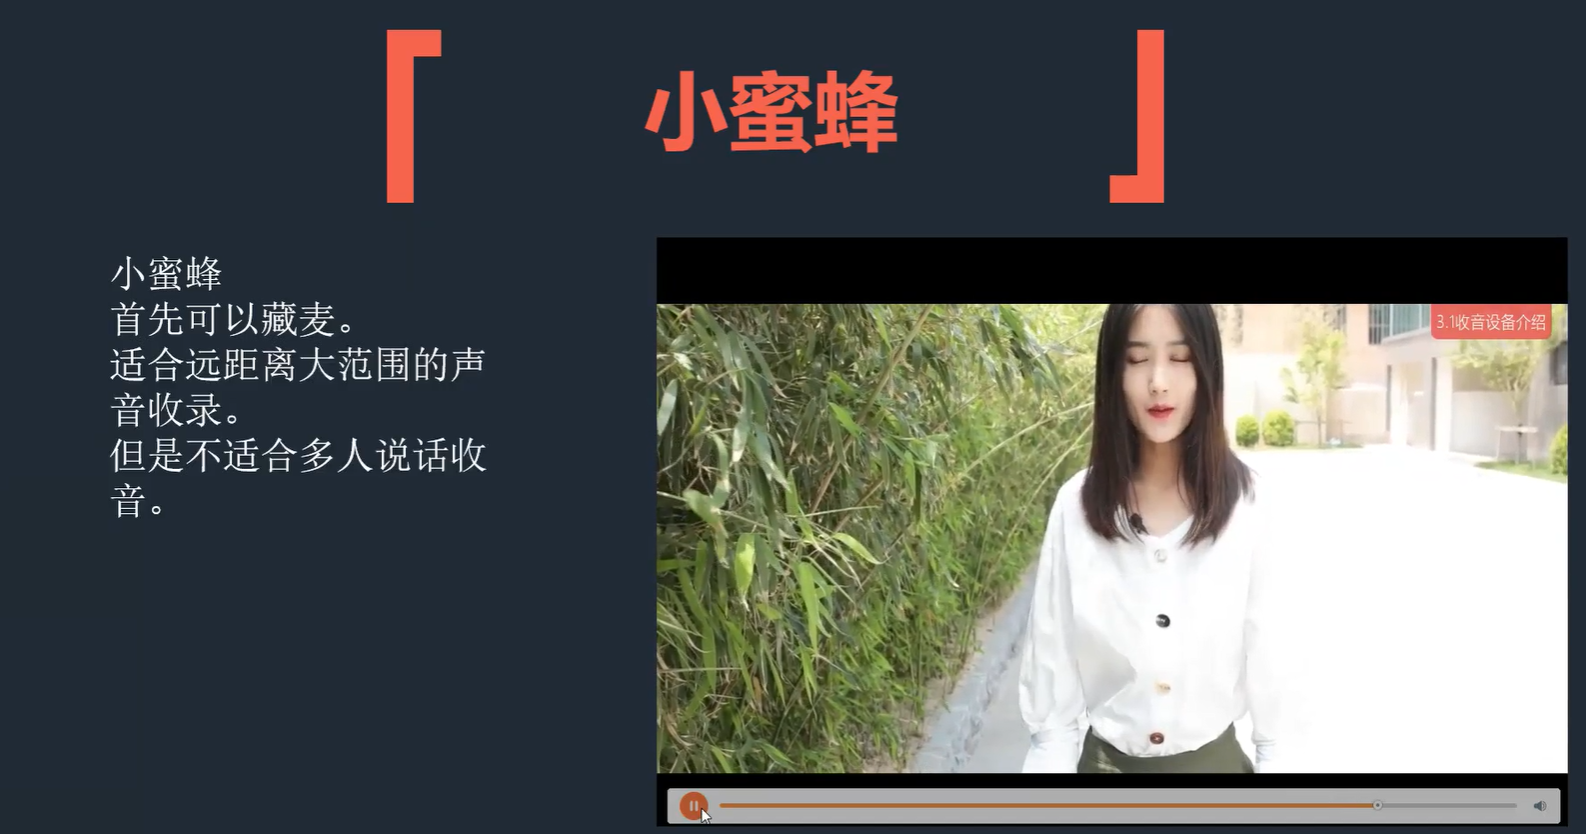 小蜜蜂
小蜜蜂
首先可以藏麦。
适合远距离大范围的声
音收录。
但是不适合多人说话收
音。
3.1收音设备介绍